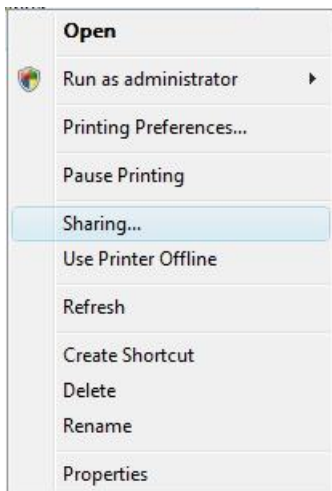 Open
Run as administrator
Printing Preferences...
Pause Printing
Sharing...
Use Printer Offline
Refresh
Create Shortcut
Delete
Rename
Properties